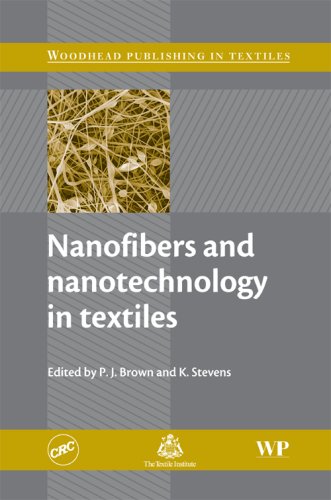 WOODHEAD PUBLISHING IN TEXTILES
Nanofibers and
nanotechnology
in textiles
Edited by P. J. Brown and K. Stevens
CRC
The Textile Institute
WP